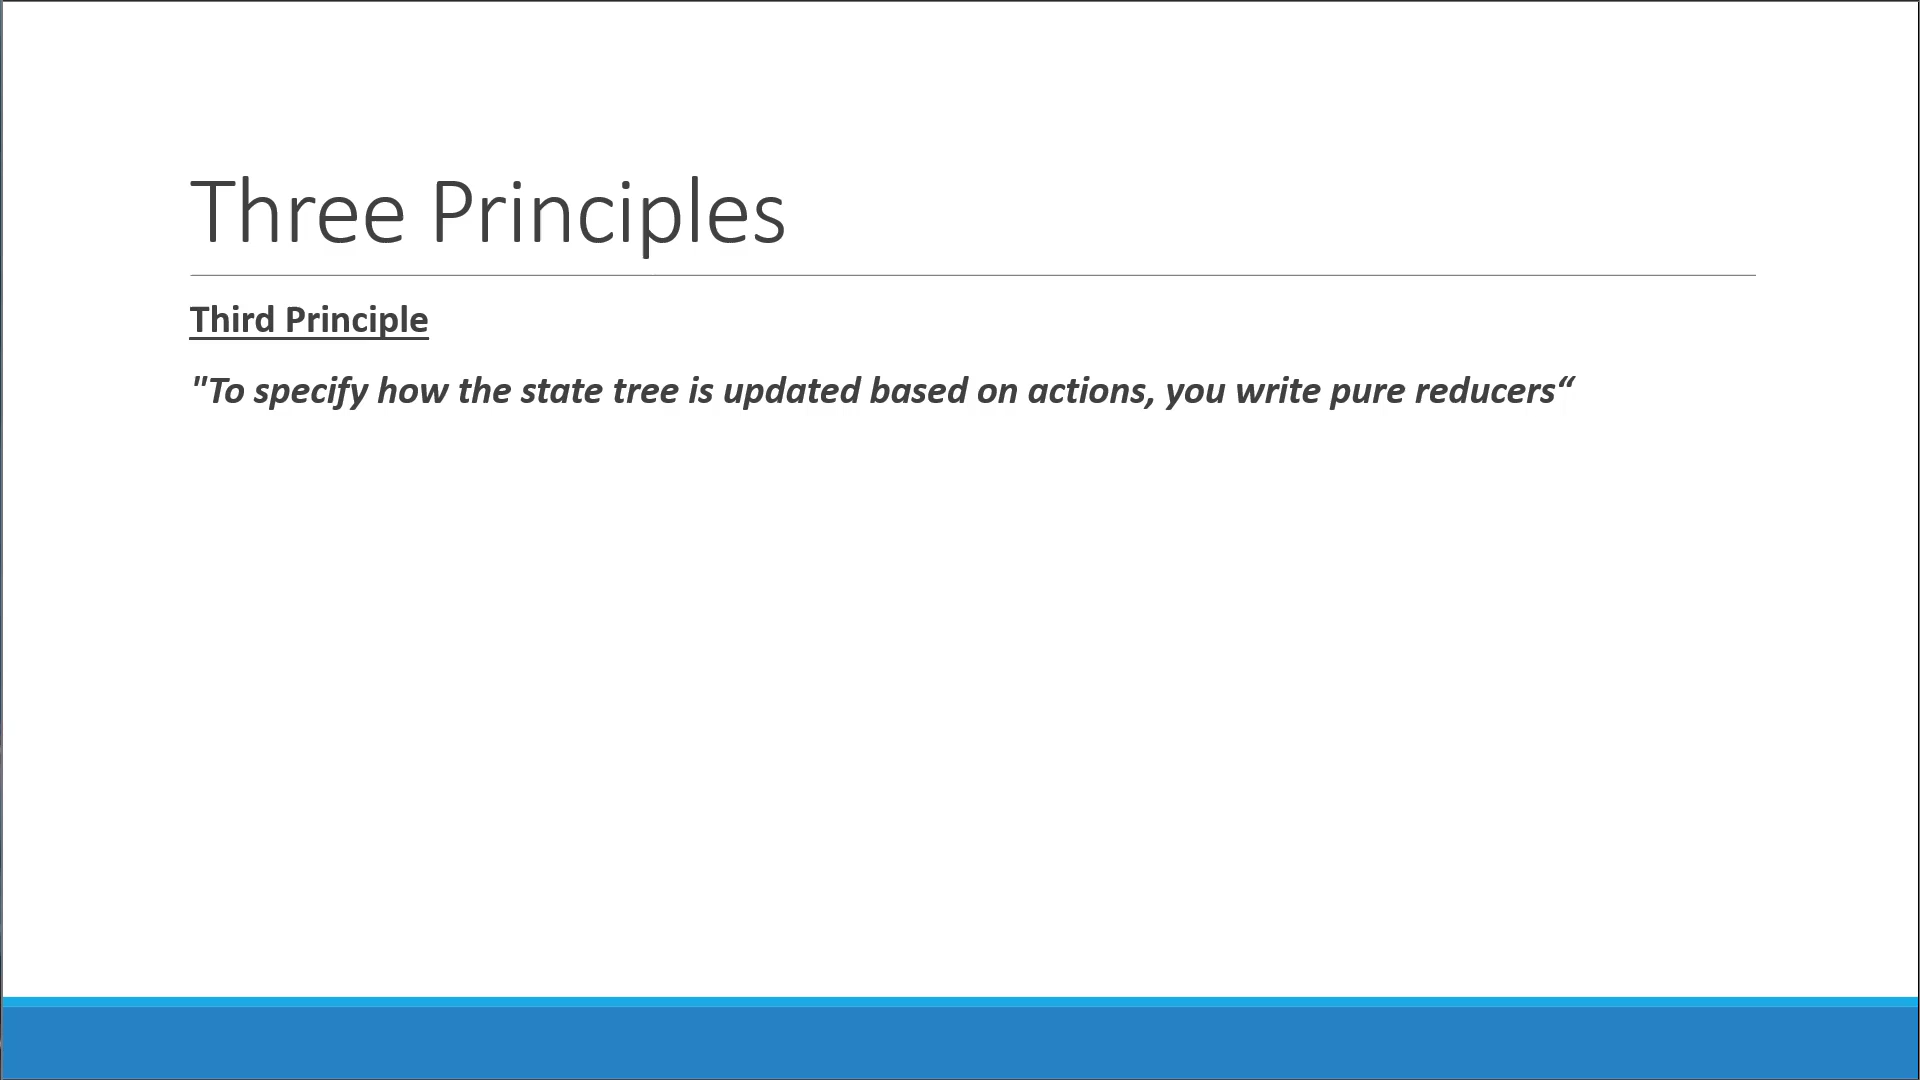 Three Principles
Third Principle
"To specify how the state tree is updated based on actions, you write pure reducers“